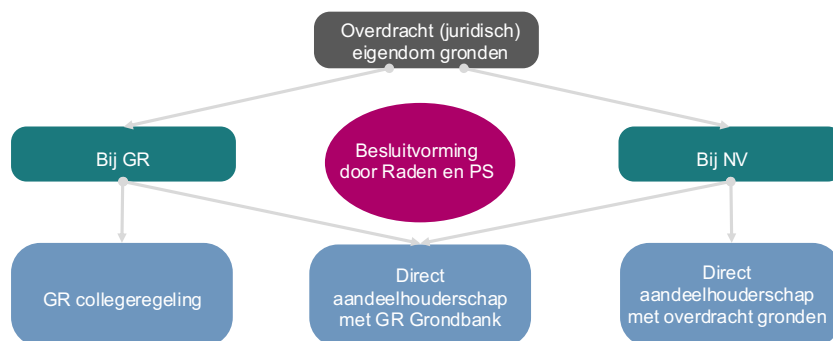 Overdracht (juridisch)
eigendom gronden
Bij GR
Besluitvorming
door Raden en PS
Bij NV
GR collegeregeling
Direct
aandeelhouderschap
met GR Grondbank
Direct
aandeelhouderschap
met overdracht gronden